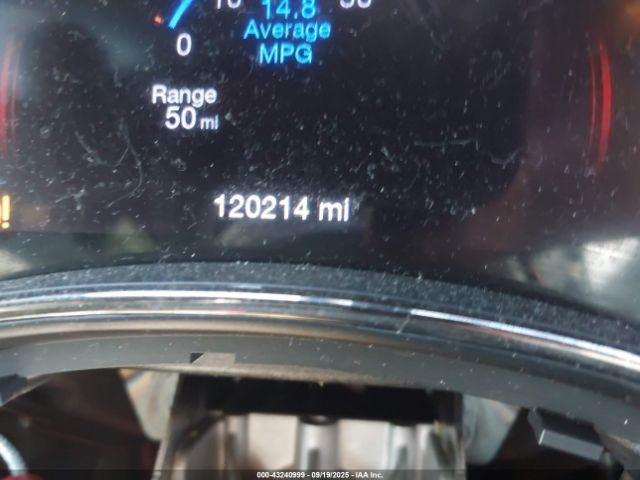 14.8
Average
MPG
0
Range
50 mi
120214 mi
!
000-43240999 - 09/19/2025 - IAA Inc.